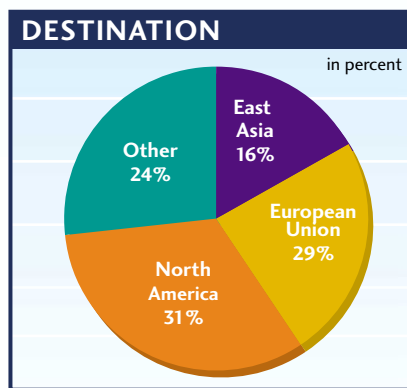 DESTINATION
in percent
East
Asia
16%
European
Union
29%
North
America
31%
Other
24%